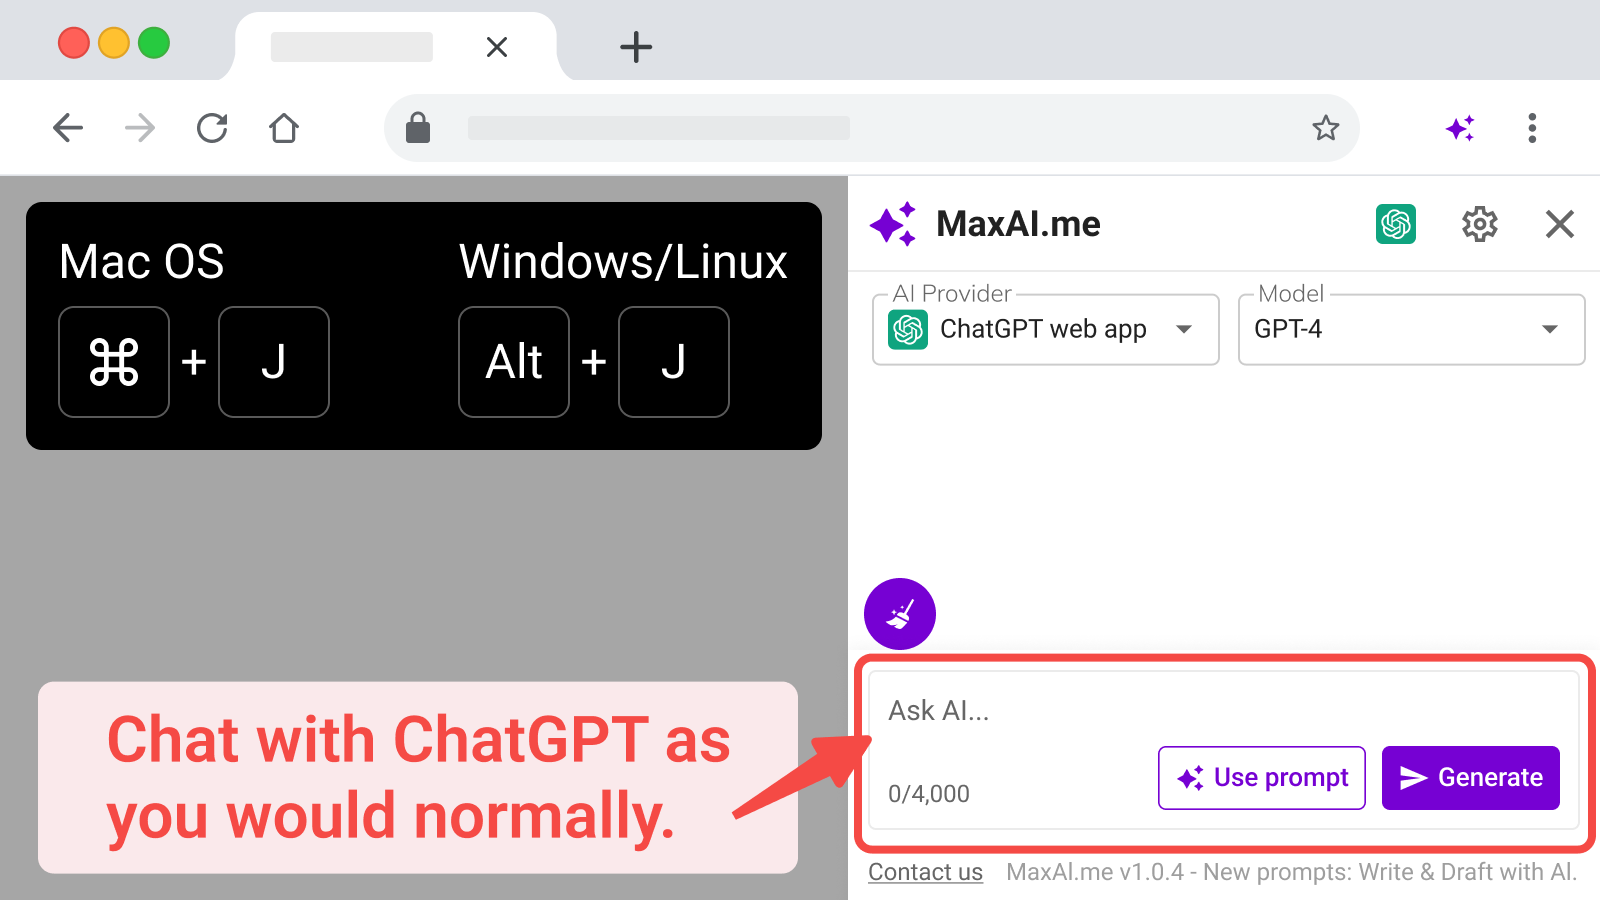 MaxAI.me
Mac OS
Windows/Linux
⌘ + J
Alt + J
AI Provider
ChatGPT web app
Model
GPT-4
Chat with ChatGPT as
you would normally.
Ask AI...
0/4,000
Use prompt
Generate
Contact us
MaxAI.me v1.0.4 - New prompts: Write & Draft with AI.